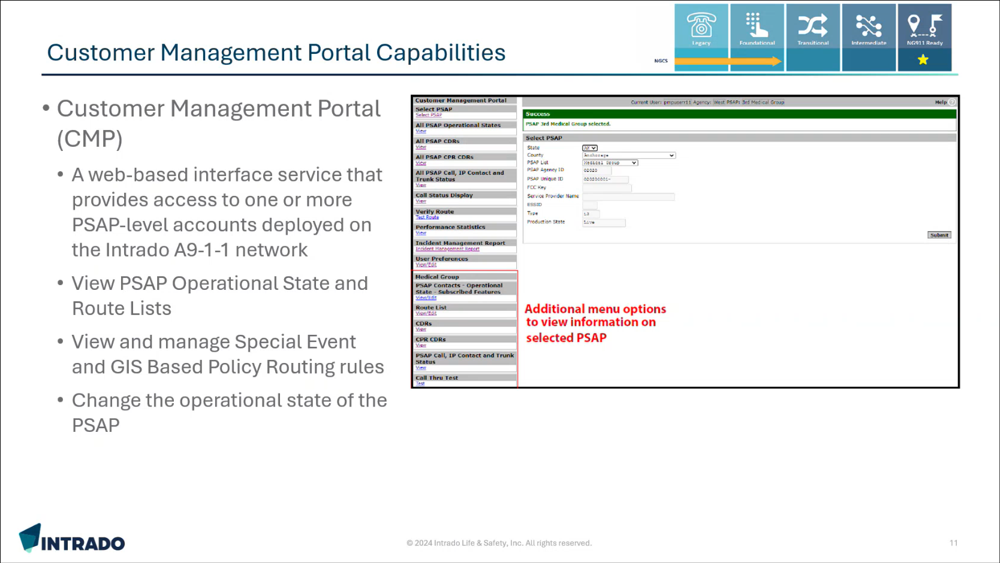 Legacy
Foundational
Transitional
Intermediate
NG911 Ready
NGCS
Customer Management Portal Capabilities
• Customer Management Portal
(CMP)
• A web-based interface service that
provides access to one or more
PSAP-level accounts deployed on
the Intrado A9-1-1 network
• View PSAP Operational State and
Route Lists
• View and manage Special Event
and GIS Based Policy Routing rules
• Change the operational state of the
PSAP
Customer Management Portal
Select PSAP
Select PSAP
All PSAP Operational States
View
All PSAP CDRs
View
All PSAP CPR CDRs
View
All PSAP Call, IP Contact and
Trunk Status
View
Call Status Display
View
Verify Route
Test Route
Performance Statistics
View
Incident Management Report
Incident Management Report
User Preferences
View/Edit
Medical Group
PSAP Contacts - Operational
State - Subscribed Features
View/Edit
Route List
View/Edit
CDRs
View
CPR CDRs
View
PSAP Call, IP Contact and Trunk
Status
View
Call Thru Test
Test
Current User: pmpuserr11 Agency: West PSAP: 3rd Medical Group
Help
Success
PSAP 3rd Medical Group selected.
Select PSAP
State AK
County Anchorage
PSAP List Medical Group
PSAP Agency ID 02020
PSAP Unique ID 020200001-
FCC Key
Service Provider Name
ESSID
Type L3
Production State Live
Submit
Additional menu options
to view information on
selected PSAP
INTRADO
© 2024 Intrado Life & Safety, Inc. All rights reserved.
11